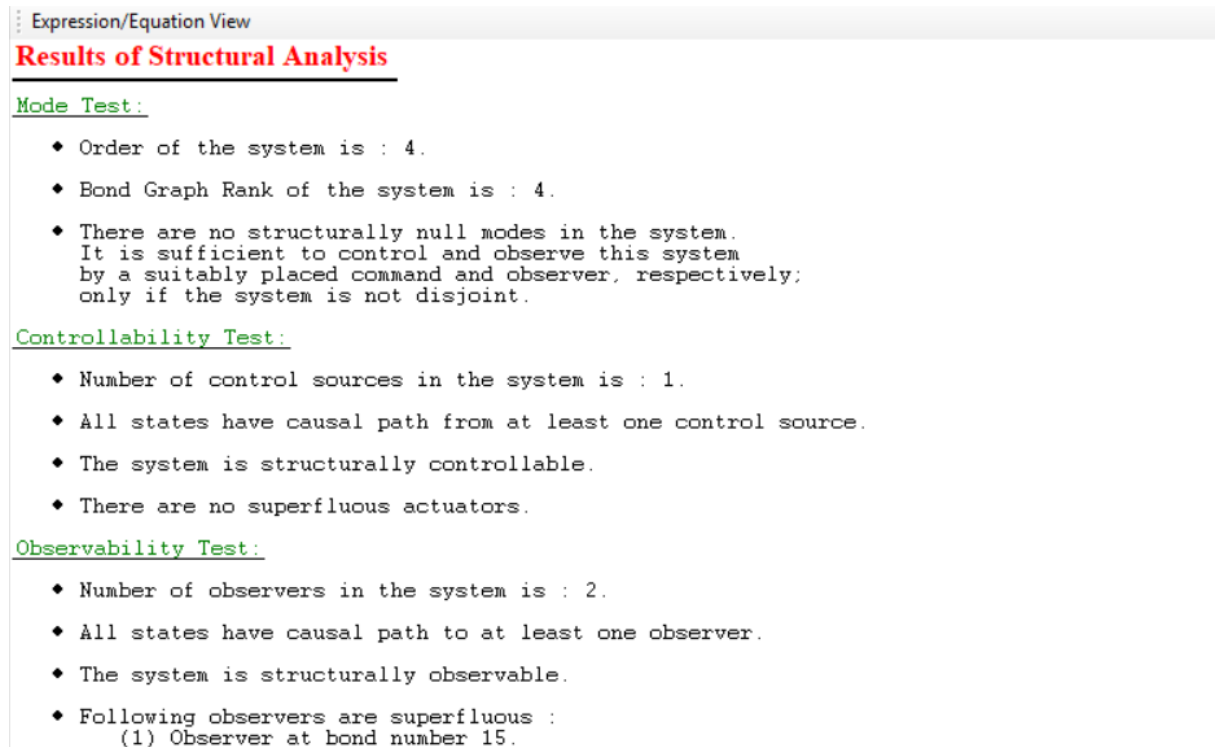 Expression/Equation View
Results of Structural Analysis
Mode Test:
◆ Order of the system is : 4.
◆ Bond Graph Rank of the system is : 4.
◆ There are no structurally null modes in the system.
It is sufficient to control and observe this system
by a suitably placed command and observer, respectively;
only if the system is not disjoint.
Controllability Test:
◆ Number of control sources in the system is : 1.
◆ All states have causal path from at least one control source.
◆ The system is structurally controllable.
◆ There are no superfluous actuators.
Observability Test:
◆ Number of observers in the system is : 2.
◆ All states have causal path to at least one observer.
◆ The system is structurally observable.
◆ Following observers are superfluous :
(1) Observer at bond number 15.